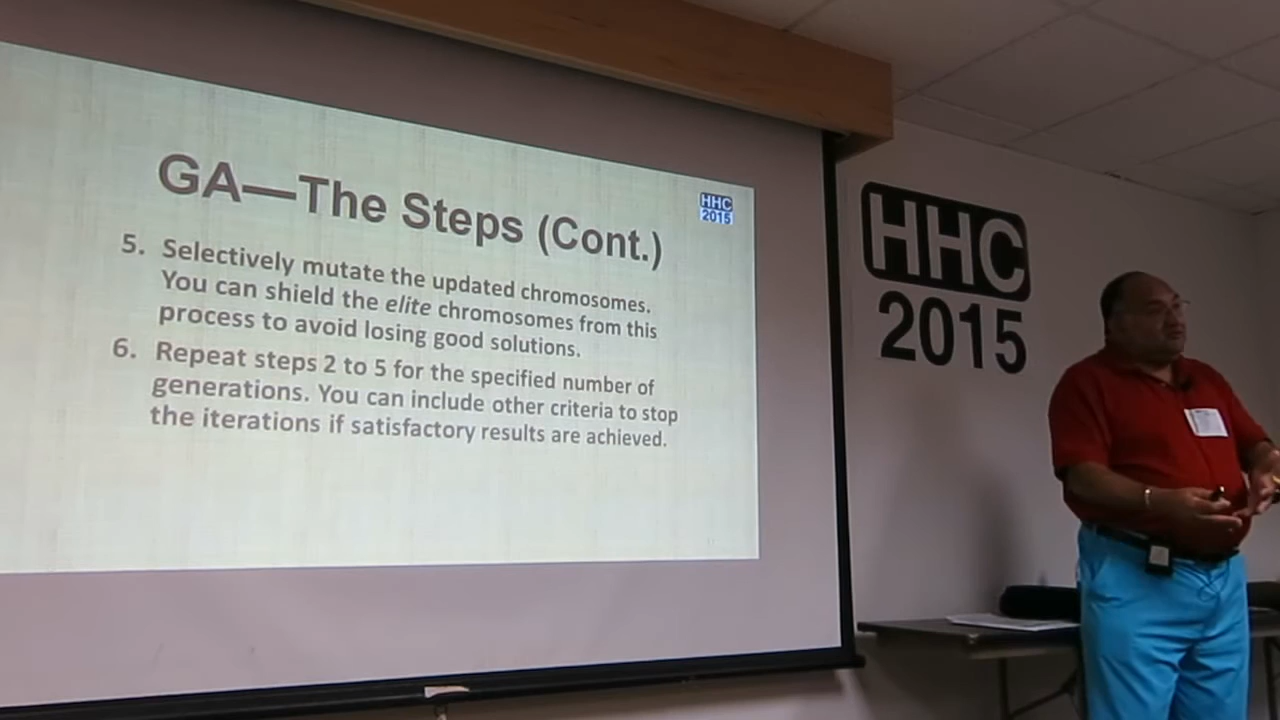 GA—The Steps (Cont.)
HHC
2015
5. Selectively mutate the updated chromosomes.
You can shield the elite chromosomes from this
process to avoid losing good solutions.
6. Repeat steps 2 to 5 for the specified number of
generations. You can include other criteria to stop
the iterations if satisfactory results are achieved.
HHC
2015